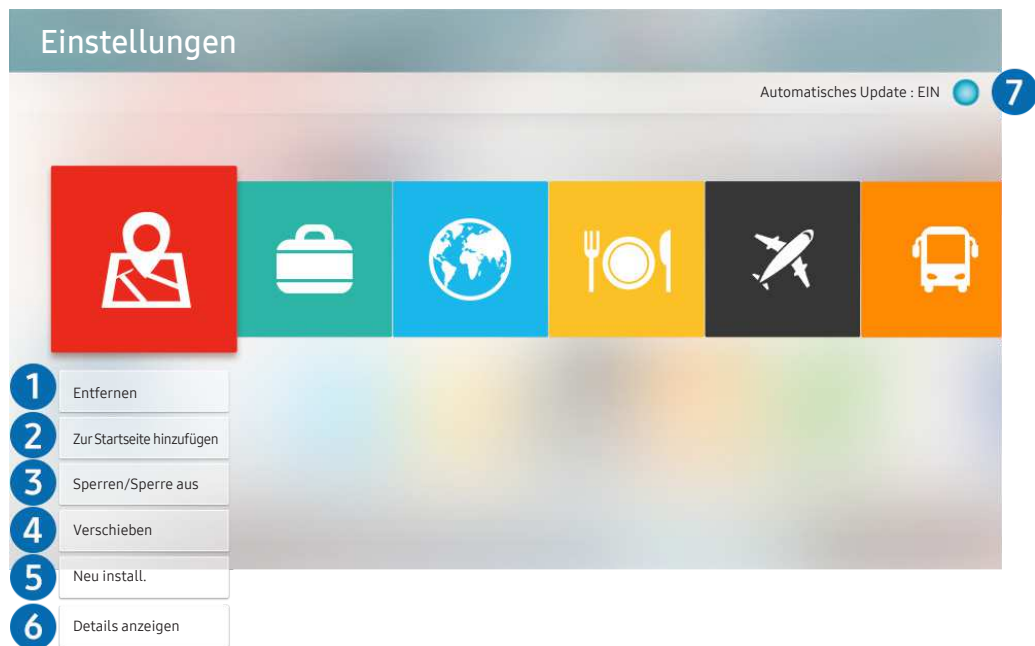 Einstellungen
Automatisches Update : EIN
7
1 Entfernen
2 Zur Startseite hinzufügen
3 Sperren/Sperre aus
4 Verschieben
5 Neu install.
6 Details anzeigen